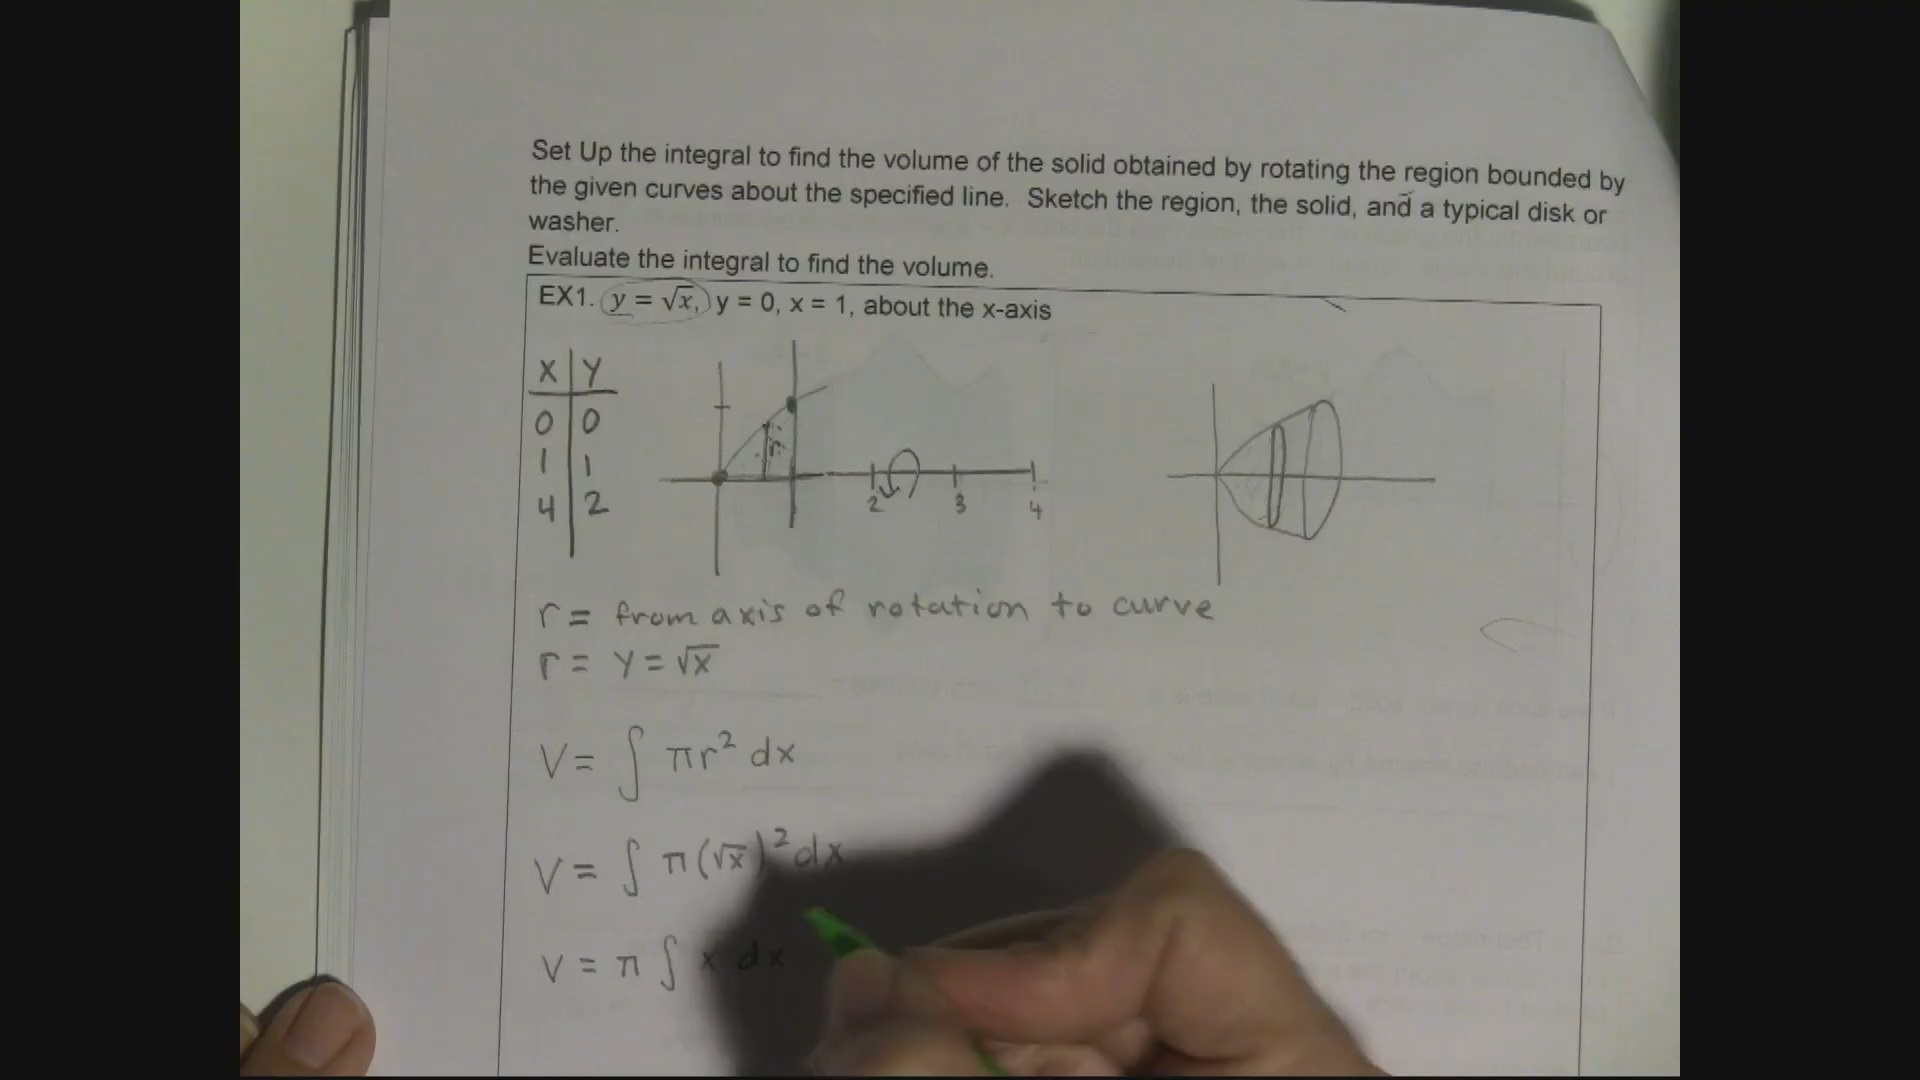 Set Up the integral to find the volume of the solid obtained by rotating the region bounded by
the given curves about the specified line. Sketch the region, the solid, and a typical disk or
washer.
Evaluate the integral to find the volume.
EX1. y = √x, y = 0, x = 1, about the x-axis
X Y
0 0
1 1
4 2
2 3 4
r = from axis of rotation to curve
r = y = √x
V = ∫ πr² dx
V = ∫ π(√x)² dx
V = π ∫ x dx